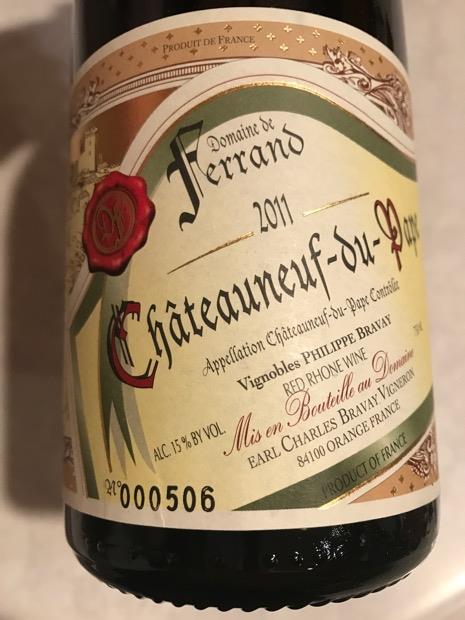 PRODUIT DE FRANCE
Domaine de
Ferrand
2011
Châteauneuf-du-Pape
Appellation Châteauneuf-du-Pape Contrôlée
Vignobles PHILIPPE BRAVAY
RED RHONE WINE
Mis en Bouteille au Domaine
ALC. 15 % BY VOL.
EARL CHARLES BRAVAY VIGNERON
84100 ORANGE FRANCE
PRODUCT OF FRANCE
N° 000506